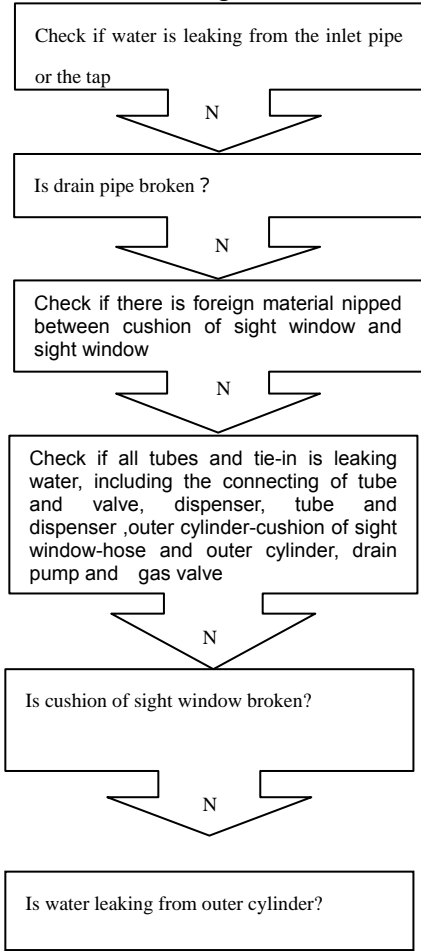 Check if water is leaking from the inlet pipe
or the tap
N
Is drain pipe broken？
N
Check if there is foreign material nipped
between cushion of sight window and
sight window
N
Check if all tubes and tie-in is leaking
water, including the connecting of tube
and valve, dispenser, tube and
dispenser ,outer cylinder-cushion of sight
window-hose and outer cylinder, drain
pump and gas valve
N
Is cushion of sight window broken?
N
Is water leaking from outer cylinder?